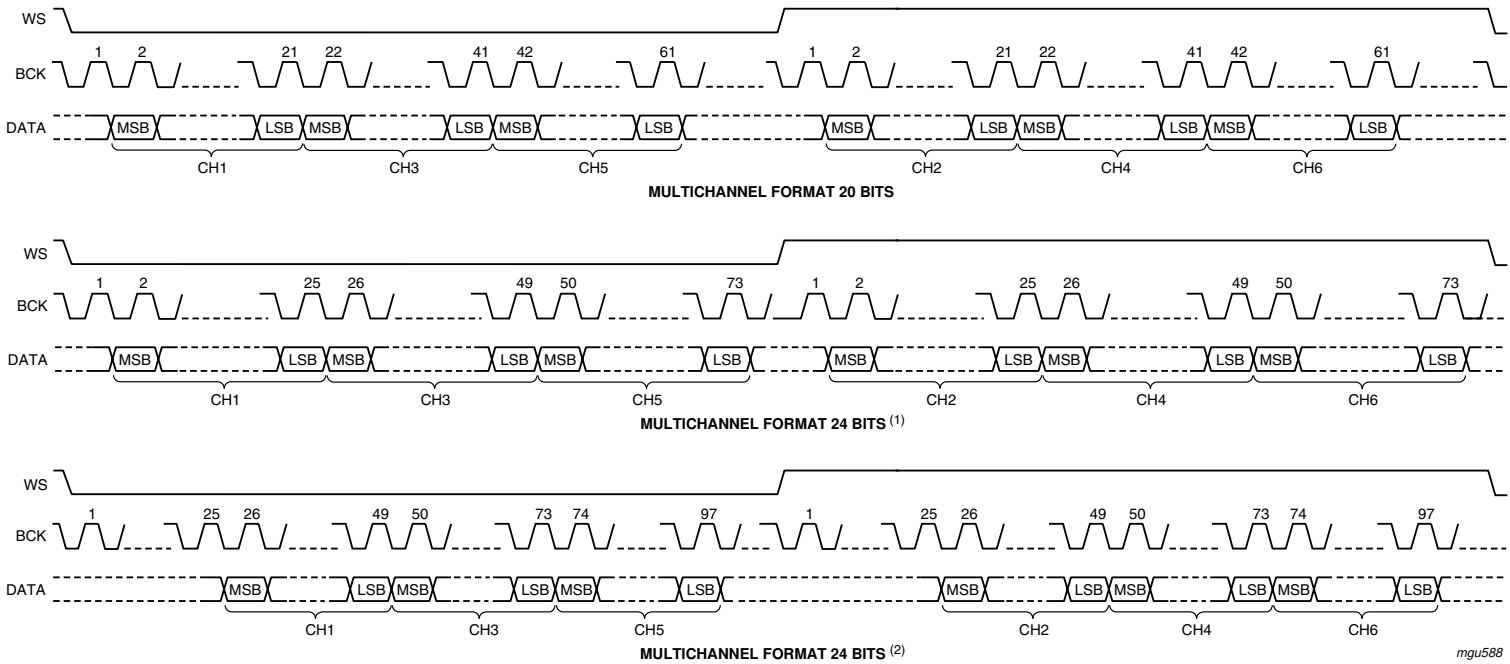 WS
1 2 21 22 41 42 61 1 2 21 22 41 42 61
BCK
DATA MSB LSB MSB LSB MSB LSB MSB LSB MSB LSB MSB LSB
CH1 CH3 CH5 CH2 CH4 CH6
MULTICHANNEL FORMAT 20 BITS
WS
1 2 25 26 49 50 73 1 2 25 26 49 50 73
BCK
DATA MSB LSB MSB LSB MSB LSB MSB LSB MSB LSB MSB LSB
CH1 CH3 CH5 CH2 CH4 CH6
MULTICHANNEL FORMAT 24 BITS (1)
WS
1 25 26 49 50 73 74 97 1 25 26 49 50 73 74 97
BCK
DATA MSB LSB MSB LSB MSB LSB MSB LSB MSB LSB MSB LSB
CH1 CH3 CH5 CH2 CH4 CH6
MULTICHANNEL FORMAT 24 BITS (2)
mgu588